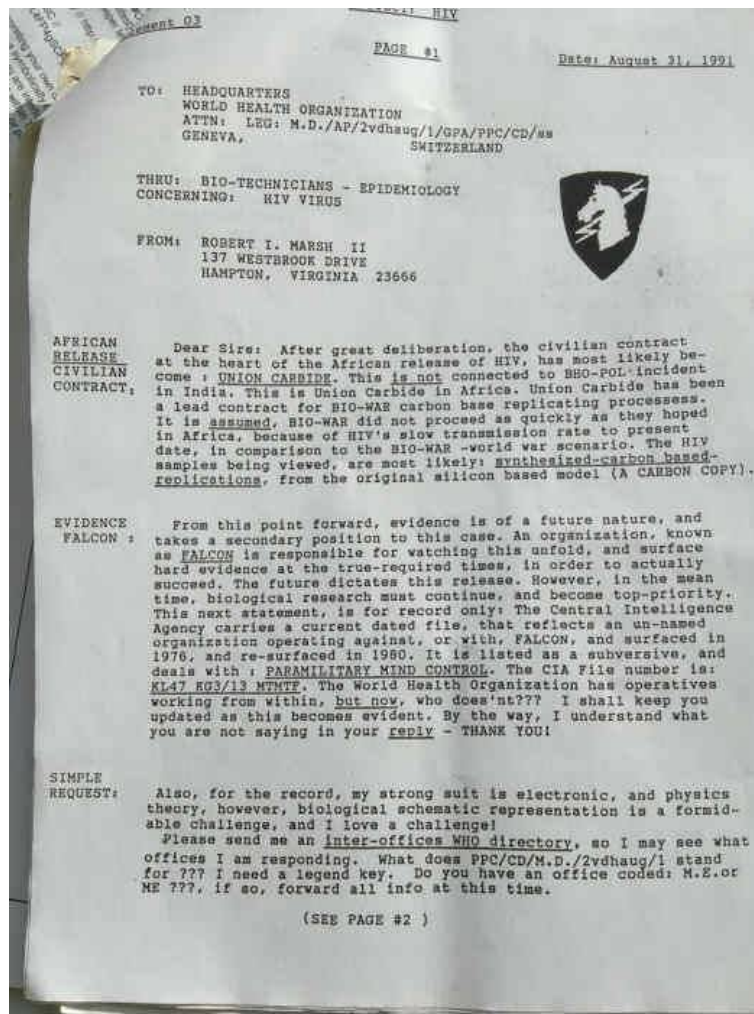 HIV
ement 03
PAGE #1
Date: August 31, 1991
TO: HEADQUARTERS
WORLD HEALTH ORGANIZATION
ATTN: LEG: M.D./AP/2vdhaug/1/GPA/PPC/CD/ss
GENEVA, SWITZERLAND
THRU: BIO-TECHNICIANS - EPIDEMIOLOGY
CONCERNING: HIV VIRUS
FROM: ROBERT I. MARSH II
137 WESTBROOK DRIVE
HAMPTON, VIRGINIA 23666
AFRICAN
RELEASE
CIVILIAN
CONTRACT:
Dear Sirs: After great deliberation, the civilian contract
at the heart of the African release of HIV, has most likely be-
come : UNION CARBIDE. This is not connected to BHO-POL incident
in India. This is Union Carbide in Africa. Union Carbide has been
a lead contract for BIO-WAR carbon base replicating processess.
It is assumed, BIO-WAR did not proceed as quickly as they hoped
in Africa, because of HIV's slow transmission rate to present
date, in comparison to the BIO-WAR -world war scenario. The HIV
samples being viewed, are most likely: synthesized-carbon based-
replications, from the original silicon based model (A CARBON COPY).
EVIDENCE
FALCON :
From this point forward, evidence is of a future nature, and
takes a secondary position to this case. An organization, known
as FALCON is responsible for watching this unfold, and surface
hard evidence at the true-required times, in order to actually
succeed. The future dictates this release. However, in the mean
time, biological research must continue, and become top-priority.
This next statement, is for record only: The Central Intelligence
Agency carries a current dated file, that reflects an un-named
organization operating against, or with, FALCON, and surfaced in
1976, and re-surfaced in 1980. It is listed as a subversive, and
deals with : PARAMILITARY MIND CONTROL. The CIA File number is:
KL47 KG3/13 MTMTF. The World Health Organization has operatives
working from within, but now, who does'nt??? I shall keep you
updated as this becomes evident. By the way, I understand what
you are not saying in your reply - THANK YOU!
SIMPLE
REQUEST:
Also, for the record, my strong suit is electronic, and physics
theory, however, biological schematic representation is a formid-
able challenge, and I love a challenge!
Please send me an inter-offices WHO directory, so I may see what
offices I am responding. What does PPC/CD/M.D./2vdhaug/1 stand
for ??? I need a legend key. Do you have an office coded: M.E.or
ME ???, if so, forward all info at this time.
(SEE PAGE #2 )